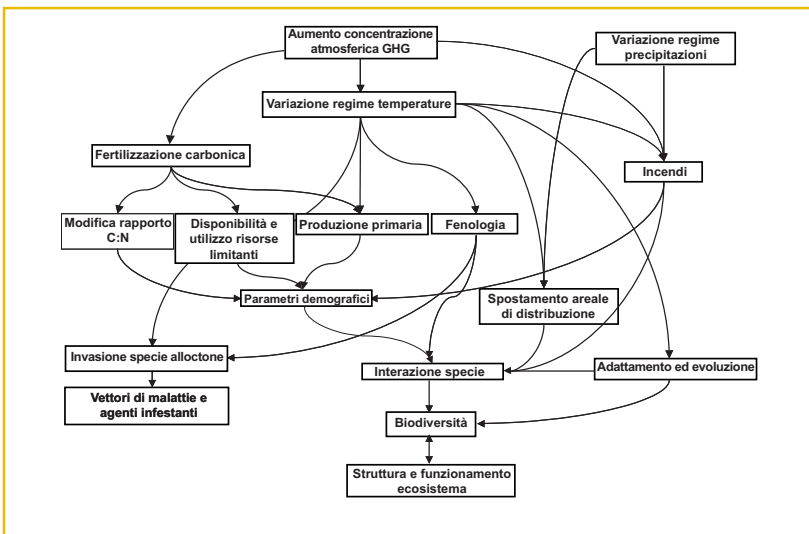 Aumento concentrazione
atmosferica GHG
Variazione regime
precipitazioni
Variazione regime temperature
Fertilizzazione carbonica
Incendi
Modifica rapporto
C:N
Disponibilità e
utilizzo risorse
limitanti
Produzione primaria
Fenologia
Parametri demografici
Spostamento areale
di distribuzione
Invasione specie alloctone
Interazione specie
Adattamento ed evoluzione
Vettori di malattie e
agenti infestanti
Biodiversità
Struttura e funzionamento
ecosistema